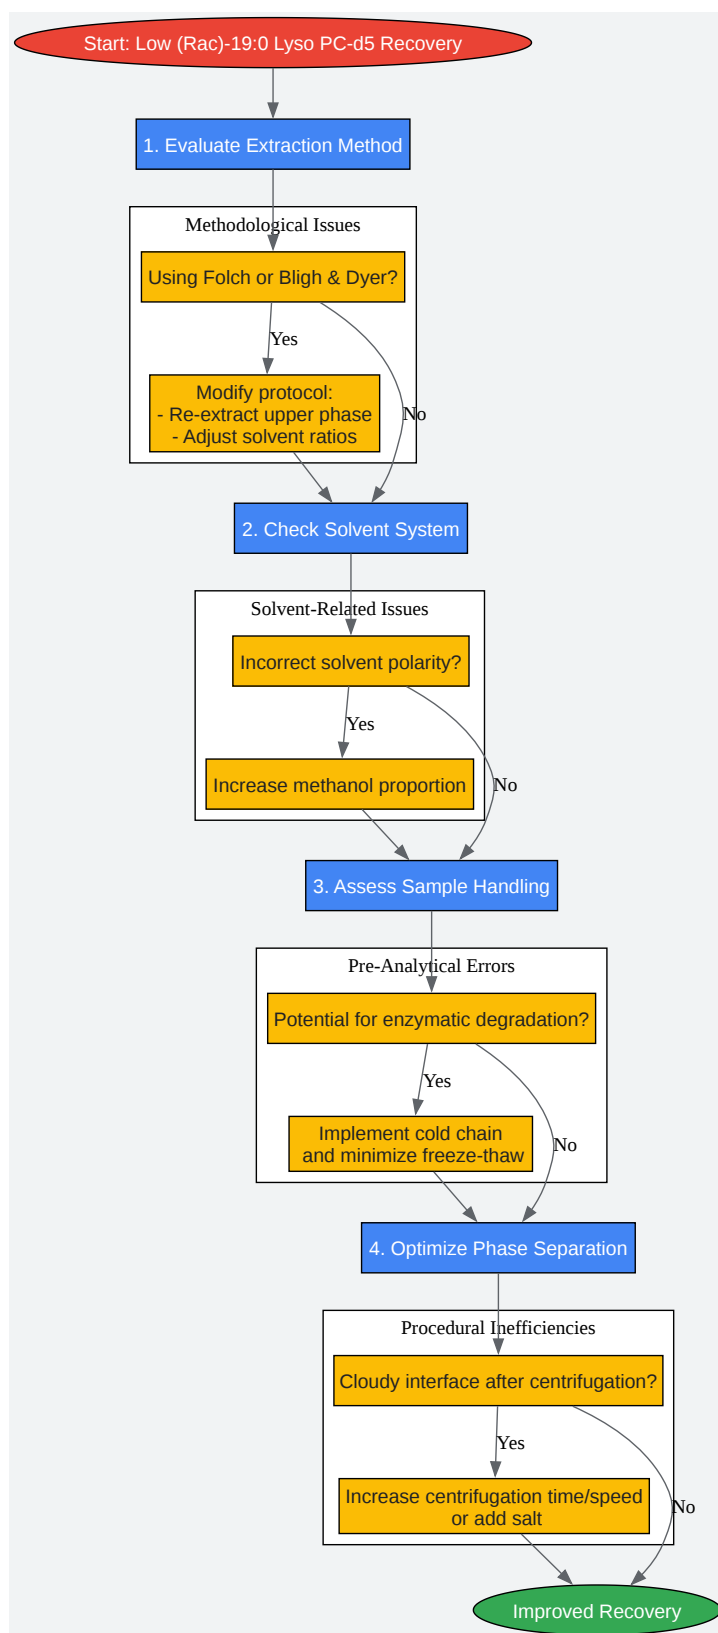 Start: Low (Rac)-19:0 Lyso PC-d5 Recovery
1. Evaluate Extraction Method
Methodological Issues
Using Folch or Bligh & Dyer?
Yes
Modify protocol:
- Re-extract upper phase
- Adjust solvent ratios
No
2. Check Solvent System
Solvent-Related Issues
Incorrect solvent polarity?
Yes
Increase methanol proportion
No
3. Assess Sample Handling
Pre-Analytical Errors
Potential for enzymatic degradation?
Yes
Implement cold chain
and minimize freeze-thaw
No
4. Optimize Phase Separation
Procedural Inefficiencies
Cloudy interface after centrifugation?
Yes
Increase centrifugation time/speed
or add salt
No
Improved Recovery